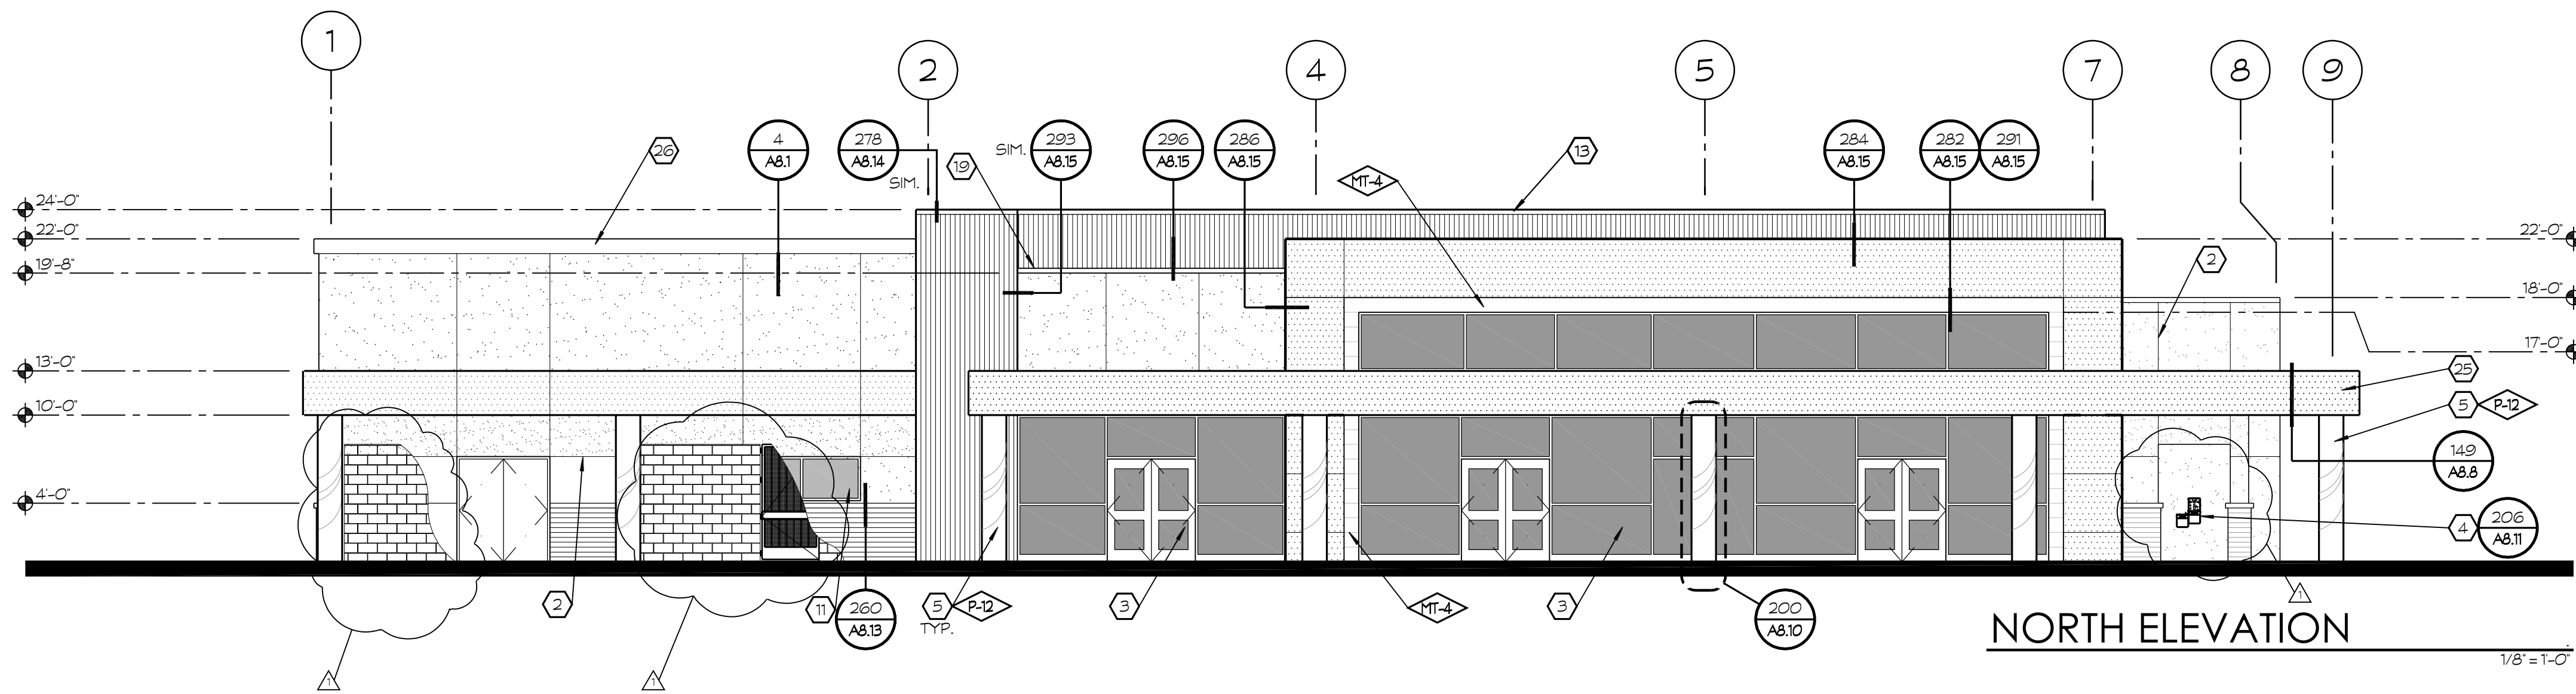 1
2
4
5
7
8
9
26
4
A8.1
278
A8.14
SIM.
SIM.
293
A8.15
19
296
A8.15
286
A8.15
MT-4
13
284
A8.15
282
A8.15
291
A8.15
24'-0"
22'-0"
19'-8"
13'-0"
10'-0"
4'-0"
22'-0"
2
18'-0"
17'-0"
25
5
P-12
149
A8.8
4
206
A8.11
2
11
260
A8.13
5
P-12
TYP.
3
MT-4
3
200
A8.10
1
1
1
NORTH ELEVATION
1/8" = 1'-0"